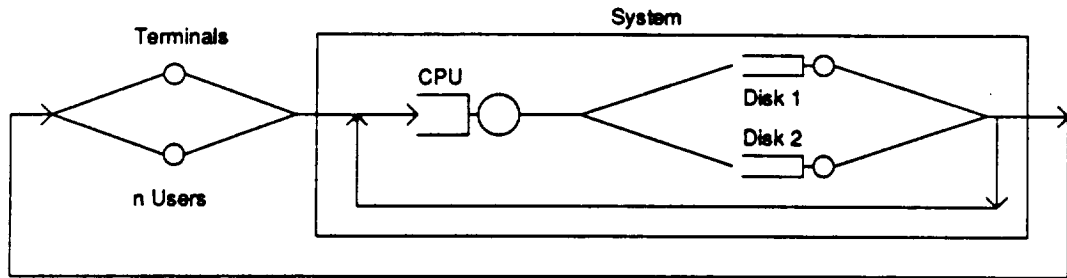 System
Terminals
CPU
Disk 1
Disk 2
n Users